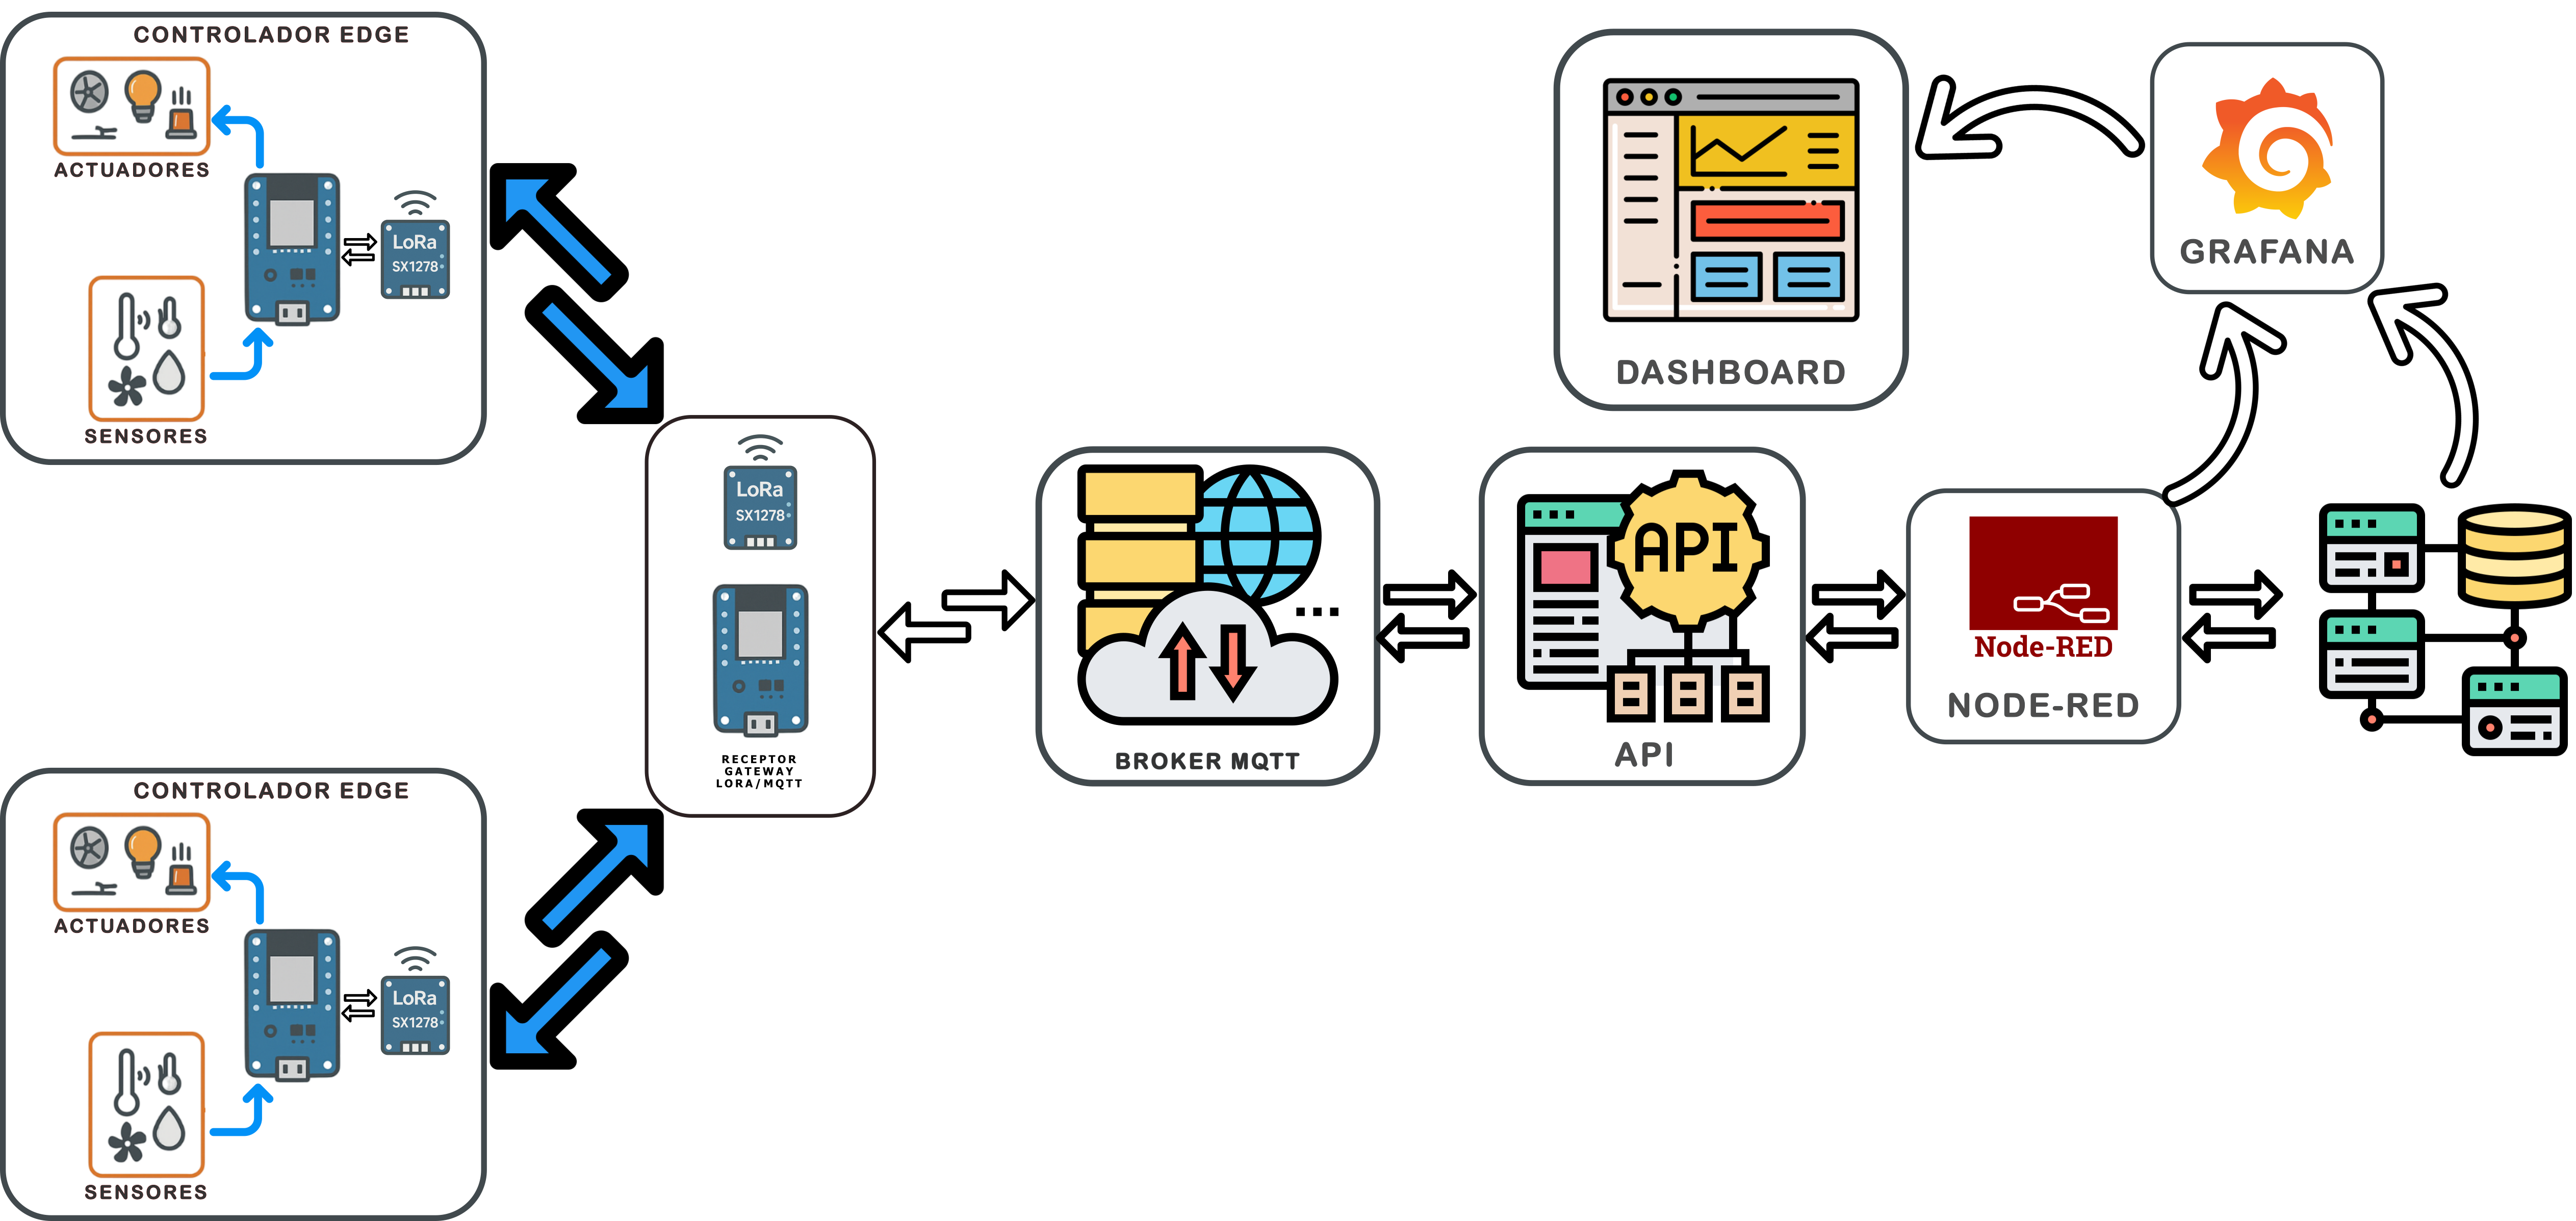 CONTROLADOR EDGE
ACTUADORES
LoRa
SX1278
SENSORES
DASHBOARD
GRAFANA
LoRa
SX1278
RECEPTOR
GATEWAY
LORA/MQTT
BROKER MQTT
API
API
Node-RED
NODE-RED
CONTROLADOR EDGE
ACTUADORES
LoRa
SX1278
SENSORES